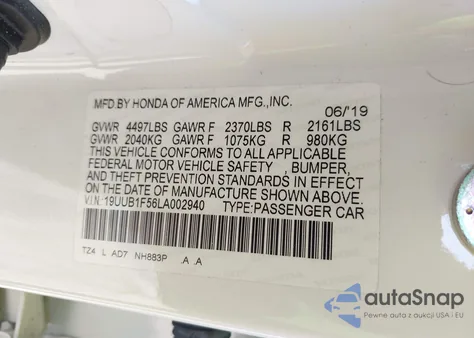 MFD.BY HONDA OF AMERICA MFG.,INC.
06/'19
GVWR 4497LBS GAWR F 2370LBS R 2161LBS
GVWR 2040KG GAWR F 1075KG R 980KG
THIS VEHICLE CONFORMS TO ALL APPLICABLE
FEDERAL MOTOR VEHICLE SAFETY , BUMPER,
AND THEFT PREVENTION STANDARDS IN EFFECT
ON THE DATE OF MANUFACTURE SHOWN ABOVE.
V.I.N:19UUB1F56LA002940 TYPE:PASSENGER CAR
TZ4 L AD7 NH883P .A .A
autoSnap
Pewne auta z aukcji USA i EU